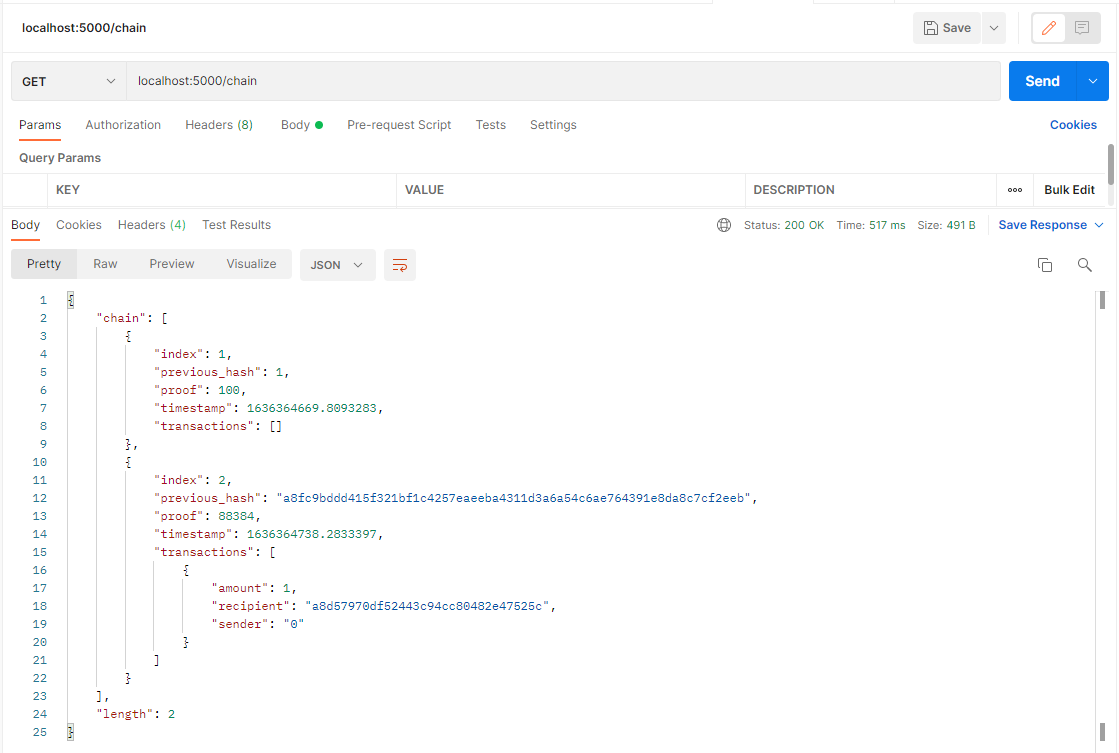 localhost:5000/chain
Save
GET
localhost:5000/chain
Send
Params Authorization Headers (8) Body Pre-request Script Tests Settings Cookies
Query Params
KEY VALUE DESCRIPTION ooo Bulk Edit
Body Cookies Headers (4) Test Results Status: 200 OK Time: 517 ms Size: 491 B Save Response
Pretty Raw Preview Visualize JSON
1 {
2 "chain": [
3 {
4 "index": 1,
5 "previous_hash": 1,
6 "proof": 100,
7 "timestamp": 1636364669.8093283,
8 "transactions": []
9 },
10 {
11 "index": 2,
12 "previous_hash": "a8fc9bddd415f321bf1c4257eaeeba4311d3a6a54c6ae764391e8da8c7cf2eeb",
13 "proof": 88384,
14 "timestamp": 1636364738.2833397,
15 "transactions": [
16 {
17 "amount": 1,
18 "recipient": "a8d57970df52443c94cc80482e47525c",
19 "sender": "0"
20 }
21 ]
22 }
23 ],
24 "length": 2
25 }